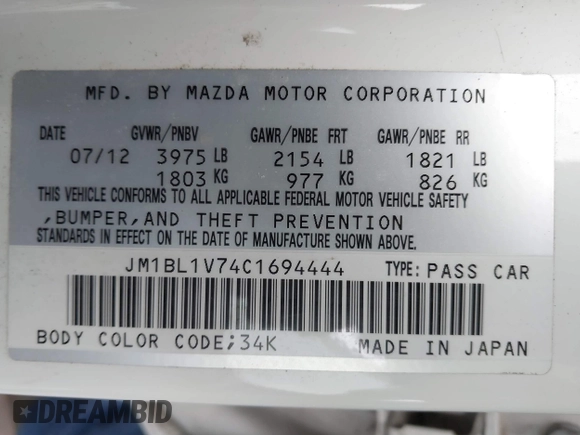 MFD. BY MAZDA MOTOR CORPORATION
DATE GVWR/PNBV GAWR/PNBE FRT GAWR/PNBE RR
07/12 3975 LB 2154 LB 1821 LB
1803 KG 977 KG 826 KG
THIS VEHICLE CONFORMS TO ALL APPLICABLE FEDERAL MOTOR VEHICLE SAFETY
,BUMPER,AND THEFT PREVENTION
STANDARDS IN EFFECT ON THE DATE OF MANUFACTURE SHOWN ABOVE.
JM1BL1V74C1694444 TYPE: PASS CAR
BODY COLOR CODE;34K MADE IN JAPAN
DREAMBID